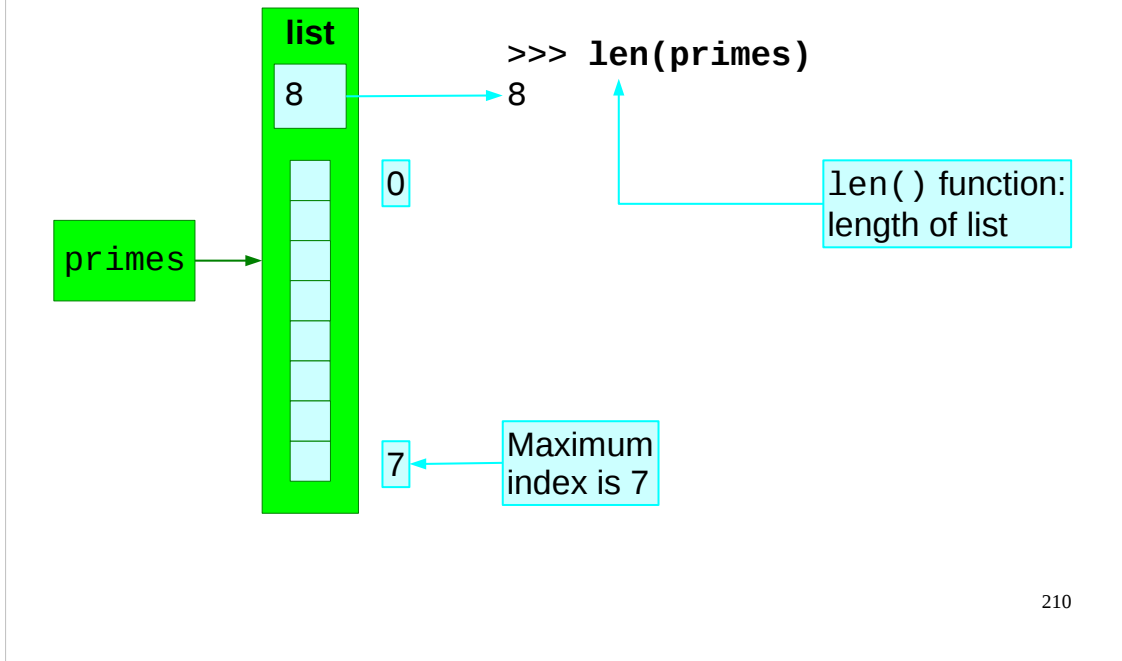 list
>>> len(primes)
8
8
0
len() function:
length of list
primes
7
Maximum
index is 7
210